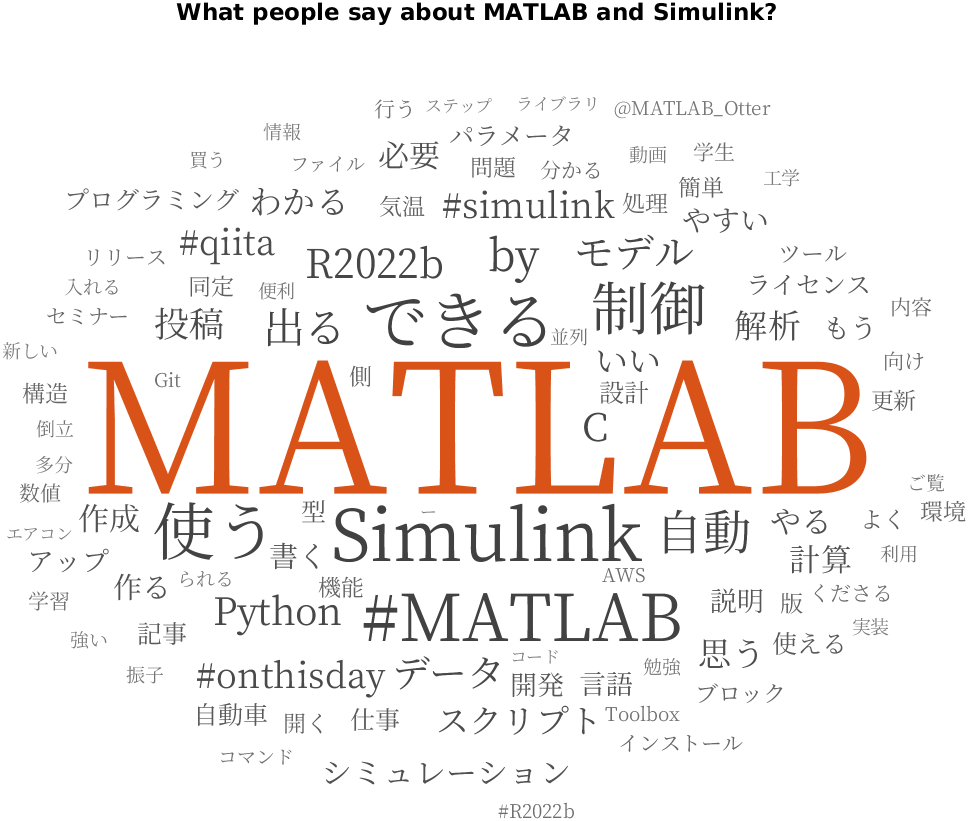 What people say about MATLAB and Simulink?
行う ステップ ライブラリ @MATLAB_Otter
情報 必要 パラメータ
買う ファイル 問題 分かる 動画 学生
プログラミング わかる 気温 #simulink 処理 簡単 工学
やすい
リリース #qiita R2022b by モデル ツール
入れる 同定 便利 ライセンス
セミナー 投稿 出る できる 制御 解析 もう 内容
新しい 並列 いい 向け
構造 Git 側 設計 更新
倒立 MATLAB C
多分
数値 ご覧
作成 使う 型 Simulink ー 自動 やる よく 環境
エアコン
アップ 書く 計算 利用
作る られる 機能 AWS
学習 Python #MATLAB 説明 版 くださる
強い 記事 思う 使える 実装
振子 #onthisday データ コード 開発 言語 勉強 ブロック
自動車 開く 仕事 スクリプト Toolbox
コマンド シミュレーション インストール
#R2022b